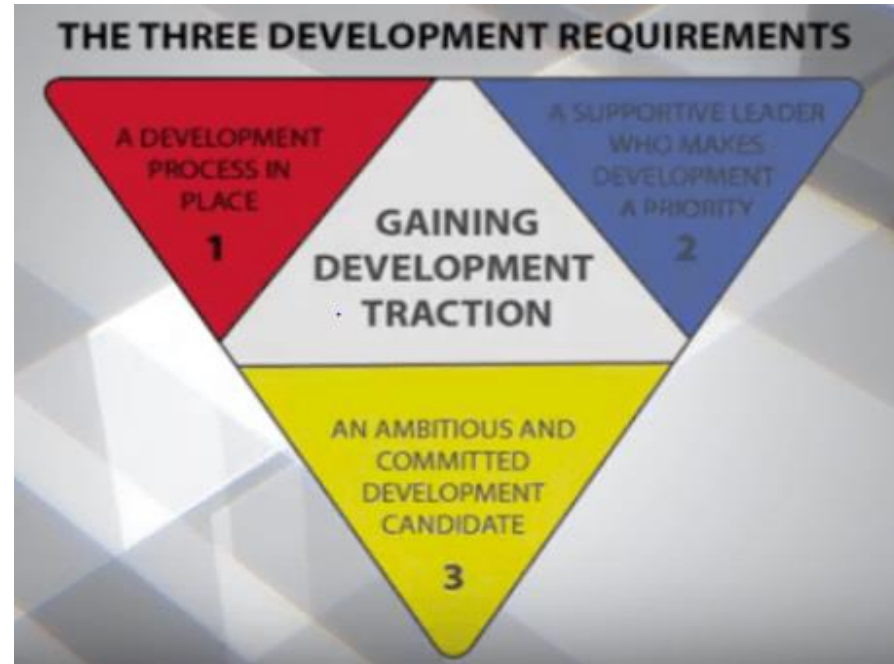 THE THREE DEVELOPMENT REQUIREMENTS
A DEVELOPMENT
PROCESS IN
PLACE
1
A SUPPORTIVE LEADER
WHO MAKES
DEVELOPMENT
A PRIORITY
2
GAINING
DEVELOPMENT
TRACTION
AN AMBITIOUS AND
COMMITTED
DEVELOPMENT
CANDIDATE
3